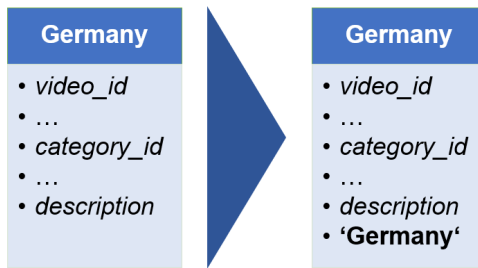 Germany
• video_id
• …
• category_id
• …
• description
Germany
• video_id
• …
• category_id
• …
• description
• ‘Germany‘